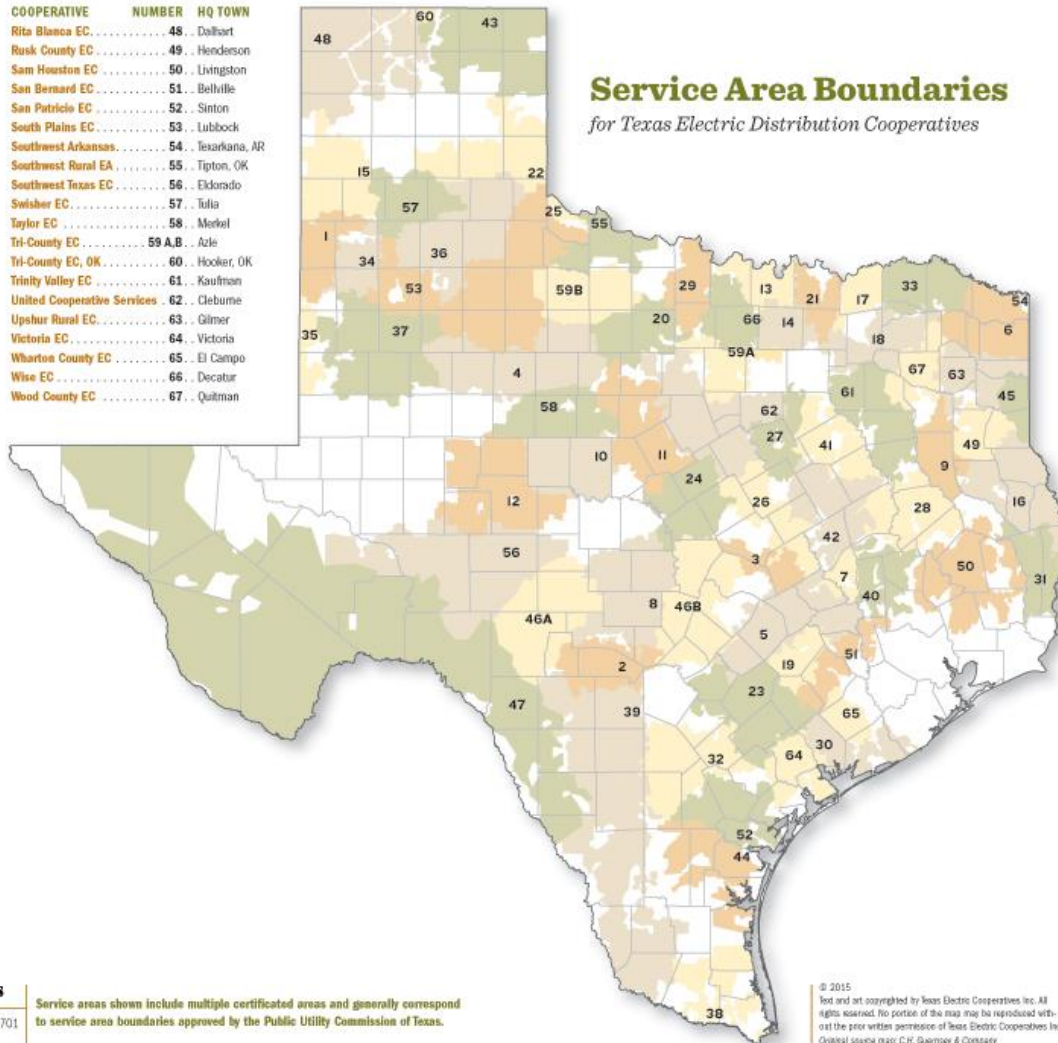 COOPERATIVE NUMBER HQ TOWN
Rita Blanca EC. . . . . . . . . . . . 48 . . Dalhart
Rusk County EC . . . . . . . . . . . 49 . . Henderson
Sam Houston EC . . . . . . . . . . . 50 . . Livingston
San Bernard EC . . . . . . . . . . . 51 . . Bellville
San Patricio EC . . . . . . . . . . . 52 . . Sinton
South Plains EC. . . . . . . . . . . 53 . . Lubbock
Southwest Arkansas. . . . . . . . 54 . . Texarkana, AR
Southwest Rural EA . . . . . . . . 55 . . Tipton, OK
Southwest Texas EC . . . . . . . . 56 . . Eldorado
Swisher EC. . . . . . . . . . . . . . 57 . . Tulia
Taylor EC . . . . . . . . . . . . . . 58 . . Merkel
Tri-County EC . . . . . . . . . . 59 A,B . . Azle
Tri-County EC, OK . . . . . . . . . 60 . . Hooker, OK
Trinity Valley EC . . . . . . . . . . 61 . . Kaufman
United Cooperative Services . 62 . . Cleburne
Upshur Rural EC. . . . . . . . . . 63 . . Gilmer
Victoria EC . . . . . . . . . . . . . 64 . . Victoria
Wharton County EC . . . . . . . . 65 . . El Campo
Wise EC . . . . . . . . . . . . . . . 66 . . Decatur
Wood County EC . . . . . . . . . . 67 . . Quitman
Service Area Boundaries
for Texas Electric Distribution Cooperatives
60
43
48
15
22
57
25
55
1
36
34
53
59B
29
13
21
17
33
54
35
37
20
66
14
6
18
59A
4
67
63
61
45
58
62
27
41
49
10
11
9
24
12
26
28
16
42
56
3
50
7
31
40
8
46B
46A
5
51
2
19
23
47
39
65
30
32
64
52
44
38
s
701
Service areas shown include multiple certificated areas and generally correspond
to service area boundaries approved by the Public Utility Commission of Texas.
© 2015
Text and art copyrighted by Texas Electric Cooperatives Inc. All
rights reserved. No portion of the map may be reproduced with-
out the prior written permission of Texas Electric Cooperatives Inc
Original source map: C.H. Guernsey & Company